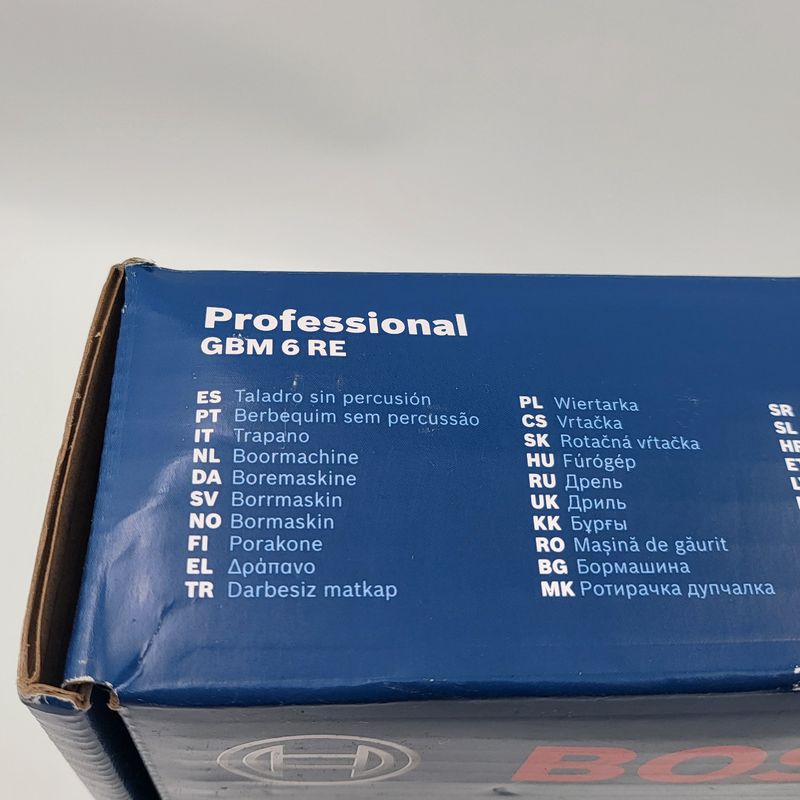 Professional
GBM 6 RE
ES Taladro sin percusión
PT Berbequim sem percussão
IT Trapano
NL Boormachine
DA Boremaskine
SV Borrmaskin
NO Bormaskin
FI Porakone
EL Δράπανο
TR Darbesiz matkap
PL Wiertarka
CS Vrtačka
SK Rotačná vŕtačka
HU Fúrógép
RU Дрель
UK Дриль
KK Бұрғы
RO Maşină de găurit
BG Бормашина
MK Ротирачка дупчалка
SR
SL